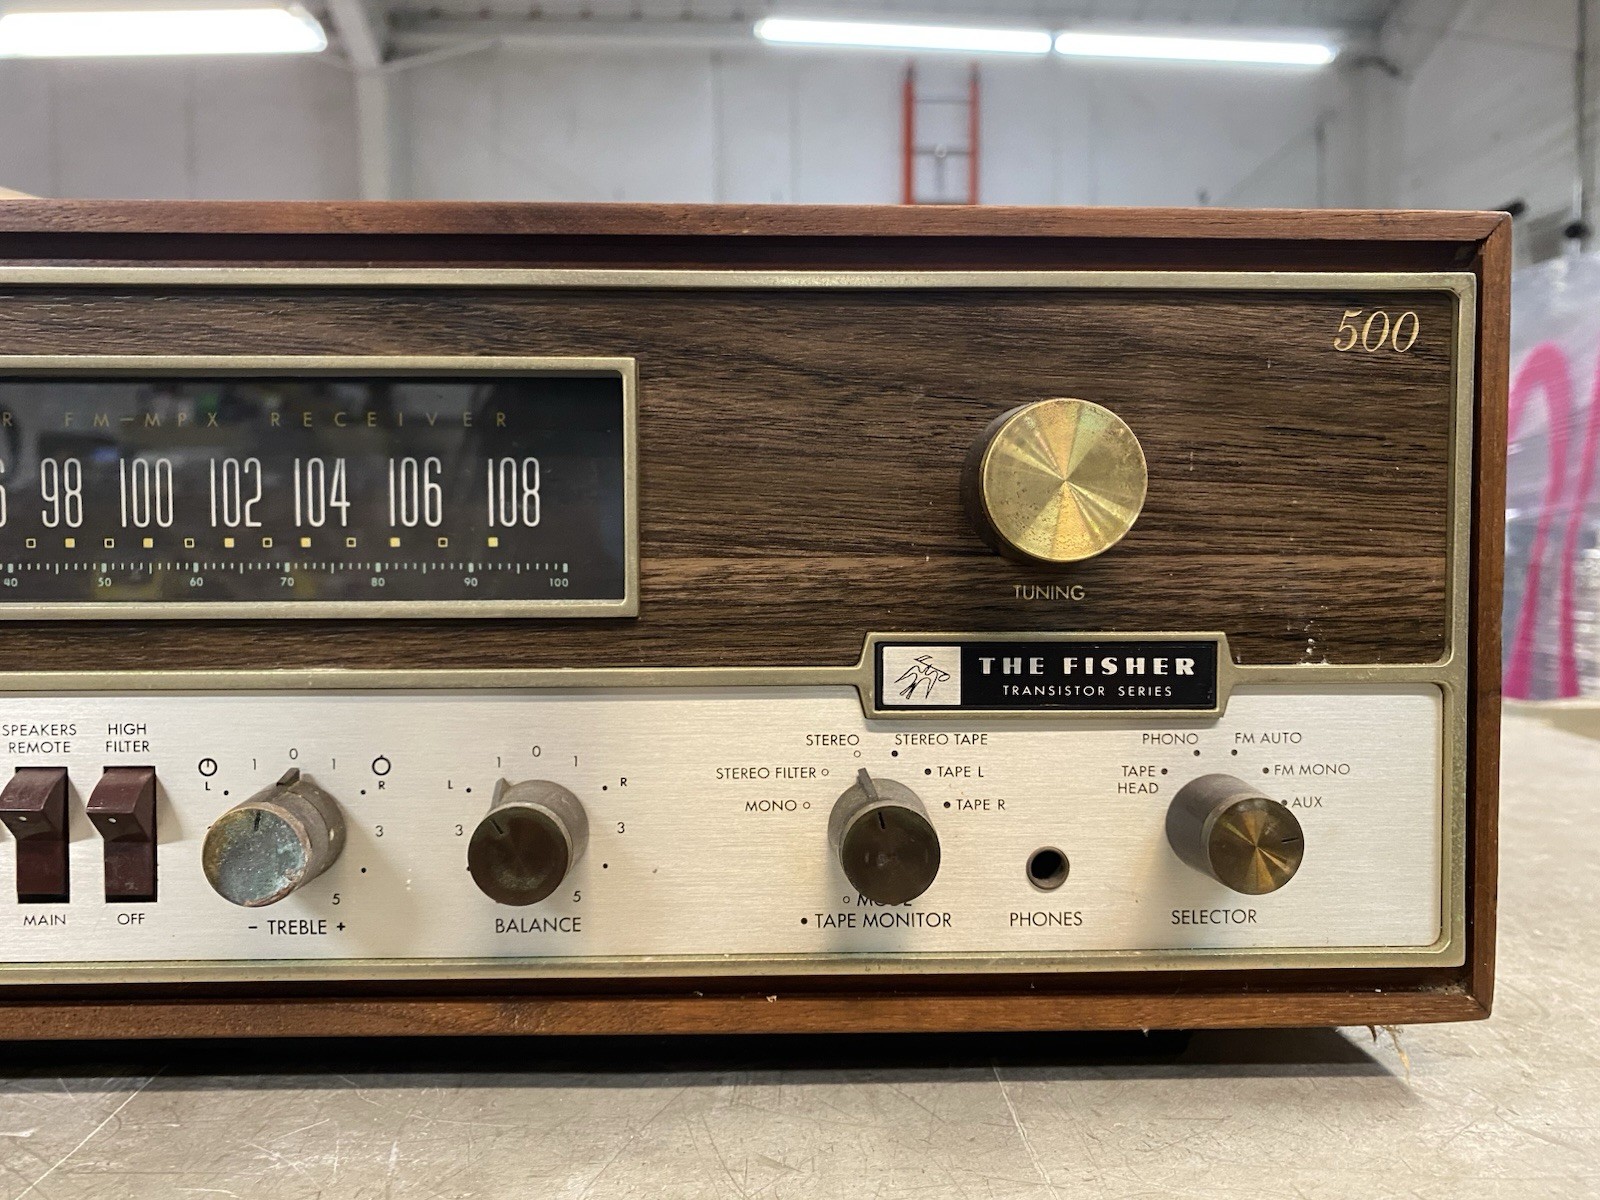 500
R FM-MPX RECEIVER
98 100 102 104 106 108
40 50 60 70 80 90 100
TUNING
THE FISHER
TRANSISTOR SERIES
SPEAKERS
REMOTE
MAIN
HIGH
FILTER
OFF
L 1 0 1 R
3
5
- TREBLE +
L 1 0 1 R
3 3
5
BALANCE
STEREO STEREO TAPE
STEREO FILTER TAPE L
MONO TAPE R
• TAPE MONITOR
PHONES
PHONO FM AUTO
TAPE
HEAD
FM MONO
AUX
SELECTOR